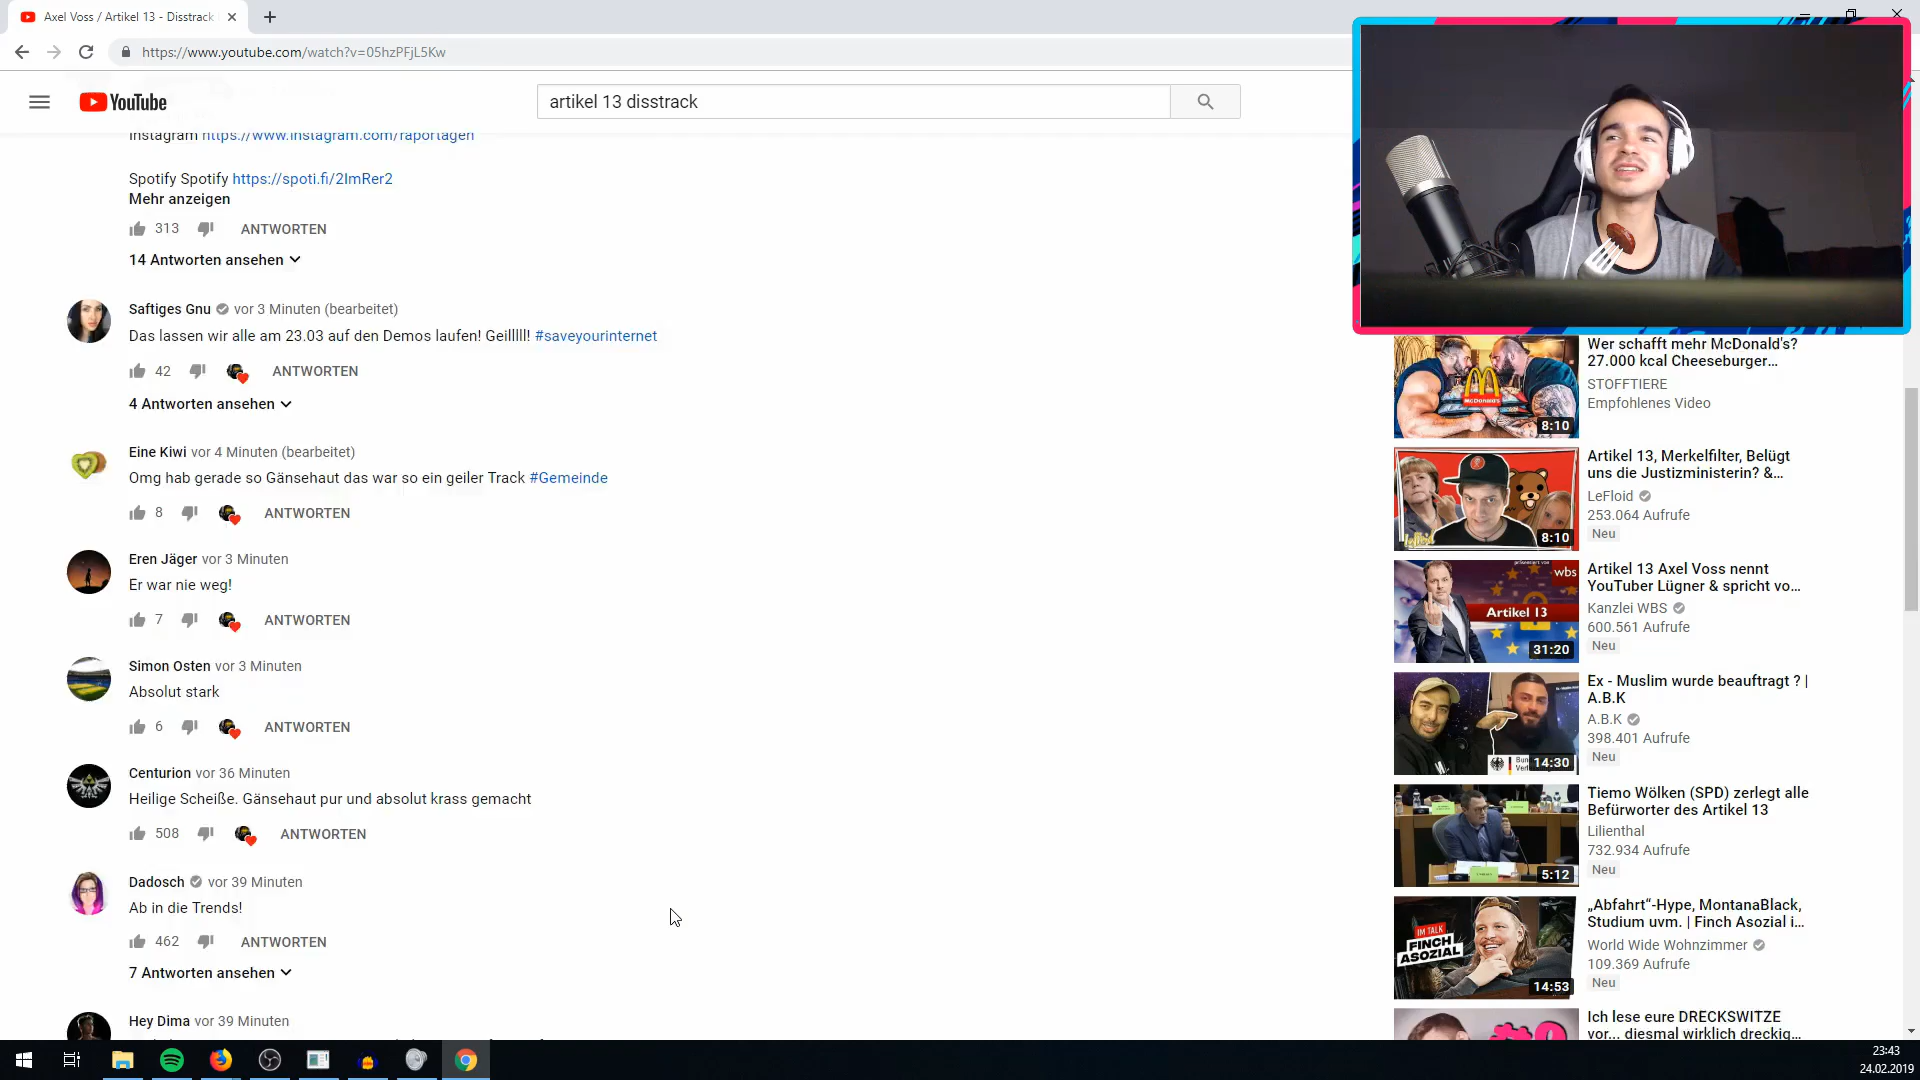 Axel Voss / Artikel 13 - Disstrack
https://www.youtube.com/watch?v=05hzPFjL5Kw
YouTube
artikel 13 disstrack
Instagram https://www.instagram.com/raportagen
Spotify Spotify https://spoti.fi/2ImRer2
Mehr anzeigen
313 ANTWORTEN
14 Antworten ansehen
Saftiges Gnu vor 3 Minuten (bearbeitet)
Das lassen wir alle am 23.03 auf den Demos laufen! Geilllll! #saveyourinternet
42 ANTWORTEN
4 Antworten ansehen
Eine Kiwi vor 4 Minuten (bearbeitet)
Omg hab gerade so Gänsehaut das war so ein geiler Track #Gemeinde
8 ANTWORTEN
Eren Jäger vor 3 Minuten
Er war nie weg!
7 ANTWORTEN
Simon Osten vor 3 Minuten
Absolut stark
6 ANTWORTEN
Centurion vor 36 Minuten
Heilige Scheiße. Gänsehaut pur und absolut krass gemacht
508 ANTWORTEN
Dadosch vor 39 Minuten
Ab in die Trends!
462 ANTWORTEN
7 Antworten ansehen
Hey Dima vor 39 Minuten
McDonald's
8:10
Wer schafft mehr McDonald's?
27.000 kcal Cheeseburger...
STOFFTIERE
Empfohlenes Video
8:10
Artikel 13, Merkelfilter, Belügt
uns die Justizministerin? &...
LeFloid
253.064 Aufrufe
Neu
wbs
Artikel 13
31:20
Artikel 13 Axel Voss nennt
YouTuber Lügner & spricht vo...
Kanzlei WBS
600.561 Aufrufe
Neu
14:30
Ex - Muslim wurde beauftragt ? |
A.B.K
A.B.K
398.401 Aufrufe
Neu
5:12
Tiemo Wölken (SPD) zerlegt alle
Befürworter des Artikel 13
Lilienthal
732.934 Aufrufe
Neu
IM TALK
FINCH
ASOZIAL
14:53
„Abfahrt“-Hype, MontanaBlack,
Studium uvm. | Finch Asozial i...
World Wide Wohnzimmer
109.369 Aufrufe
Neu
Ich lese eure DRECKSWITZE
vor... diesmal wirklich dreckig...
23:43
24.02.2019